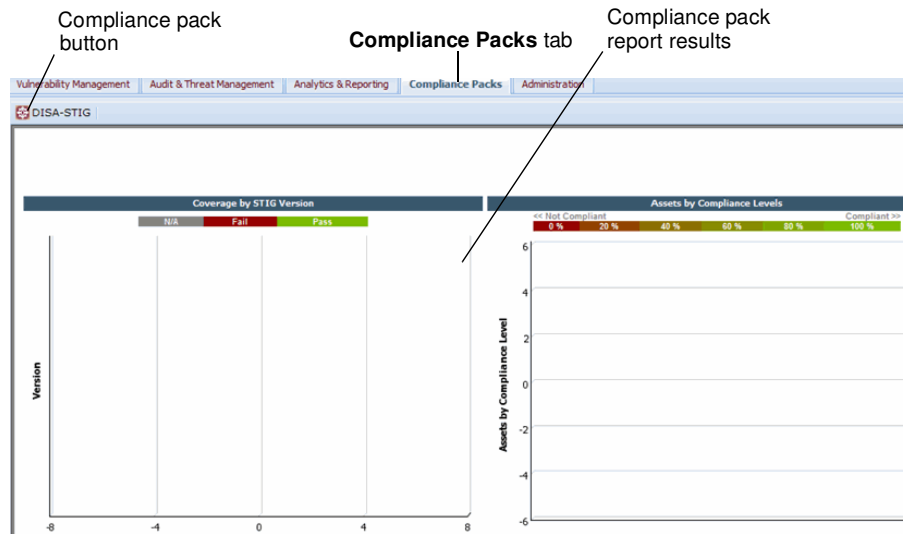 Compliance pack
button
Compliance Packs tab
Compliance pack
report results
Vulnerability Management Audit & Threat Management Analytics & Reporting Compliance Packs Administration
DISA-STIG
Coverage by STIG Version
N/A Fail Pass
Version
-8 -4 0 4 8
Assets by Compliance Levels
<< Not Compliant Compliant >>
0 % 20 % 40 % 60 % 80 % 100 %
Assets by Compliance Level
6
4
2
0
-2
-4
-6